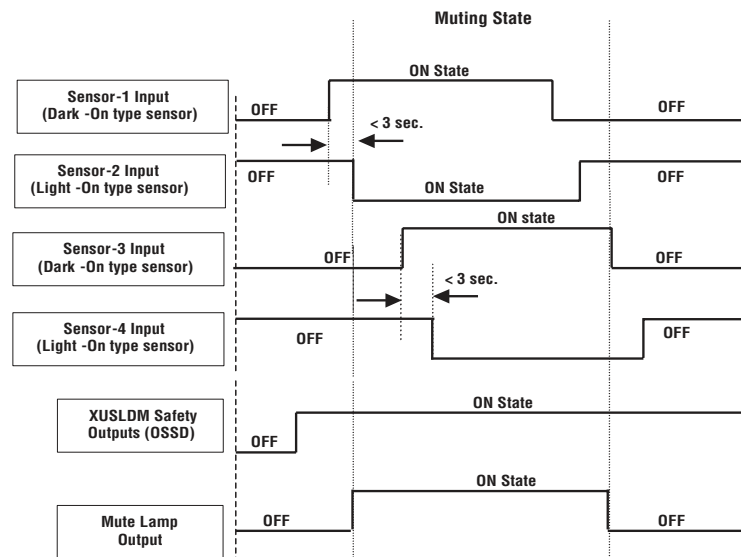 Muting State
Sensor-1 Input
(Dark -On type sensor)
OFF
ON State
OFF
< 3 sec.
Sensor-2 Input
(Light -On type sensor)
OFF
ON State
OFF
Sensor-3 Input
(Dark -On type sensor)
OFF
ON state
OFF
< 3 sec.
Sensor-4 Input
(Light -On type sensor)
OFF
OFF
XUSLDM Safety
Outputs (OSSD)
OFF
ON State
Mute Lamp
Output
OFF
ON State
OFF